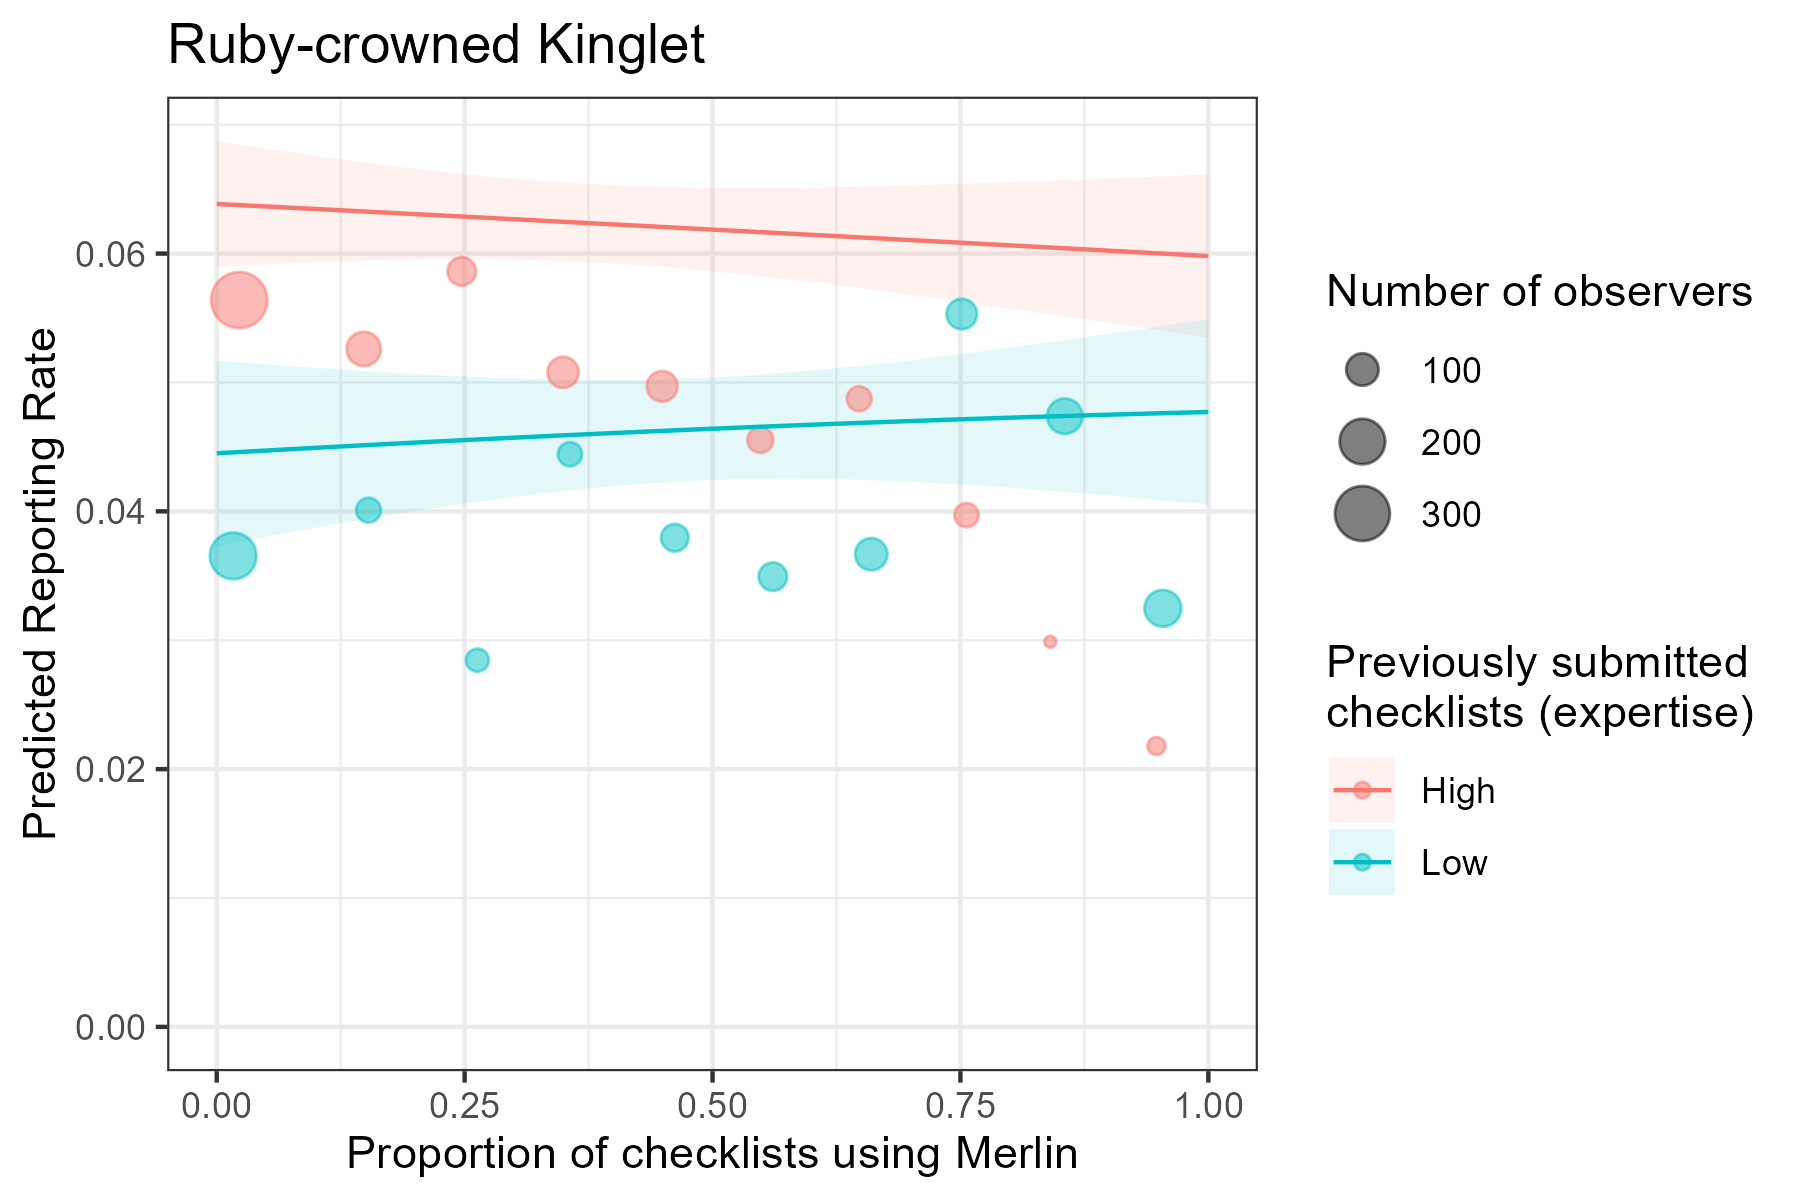 Ruby-crowned Kinglet
Predicted Reporting Rate
0.06
0.04
0.02
0.00
0.00 0.25 0.50 0.75 1.00
Proportion of checklists using Merlin
Number of observers
100
200
300
Previously submitted
checklists (expertise)
High
Low